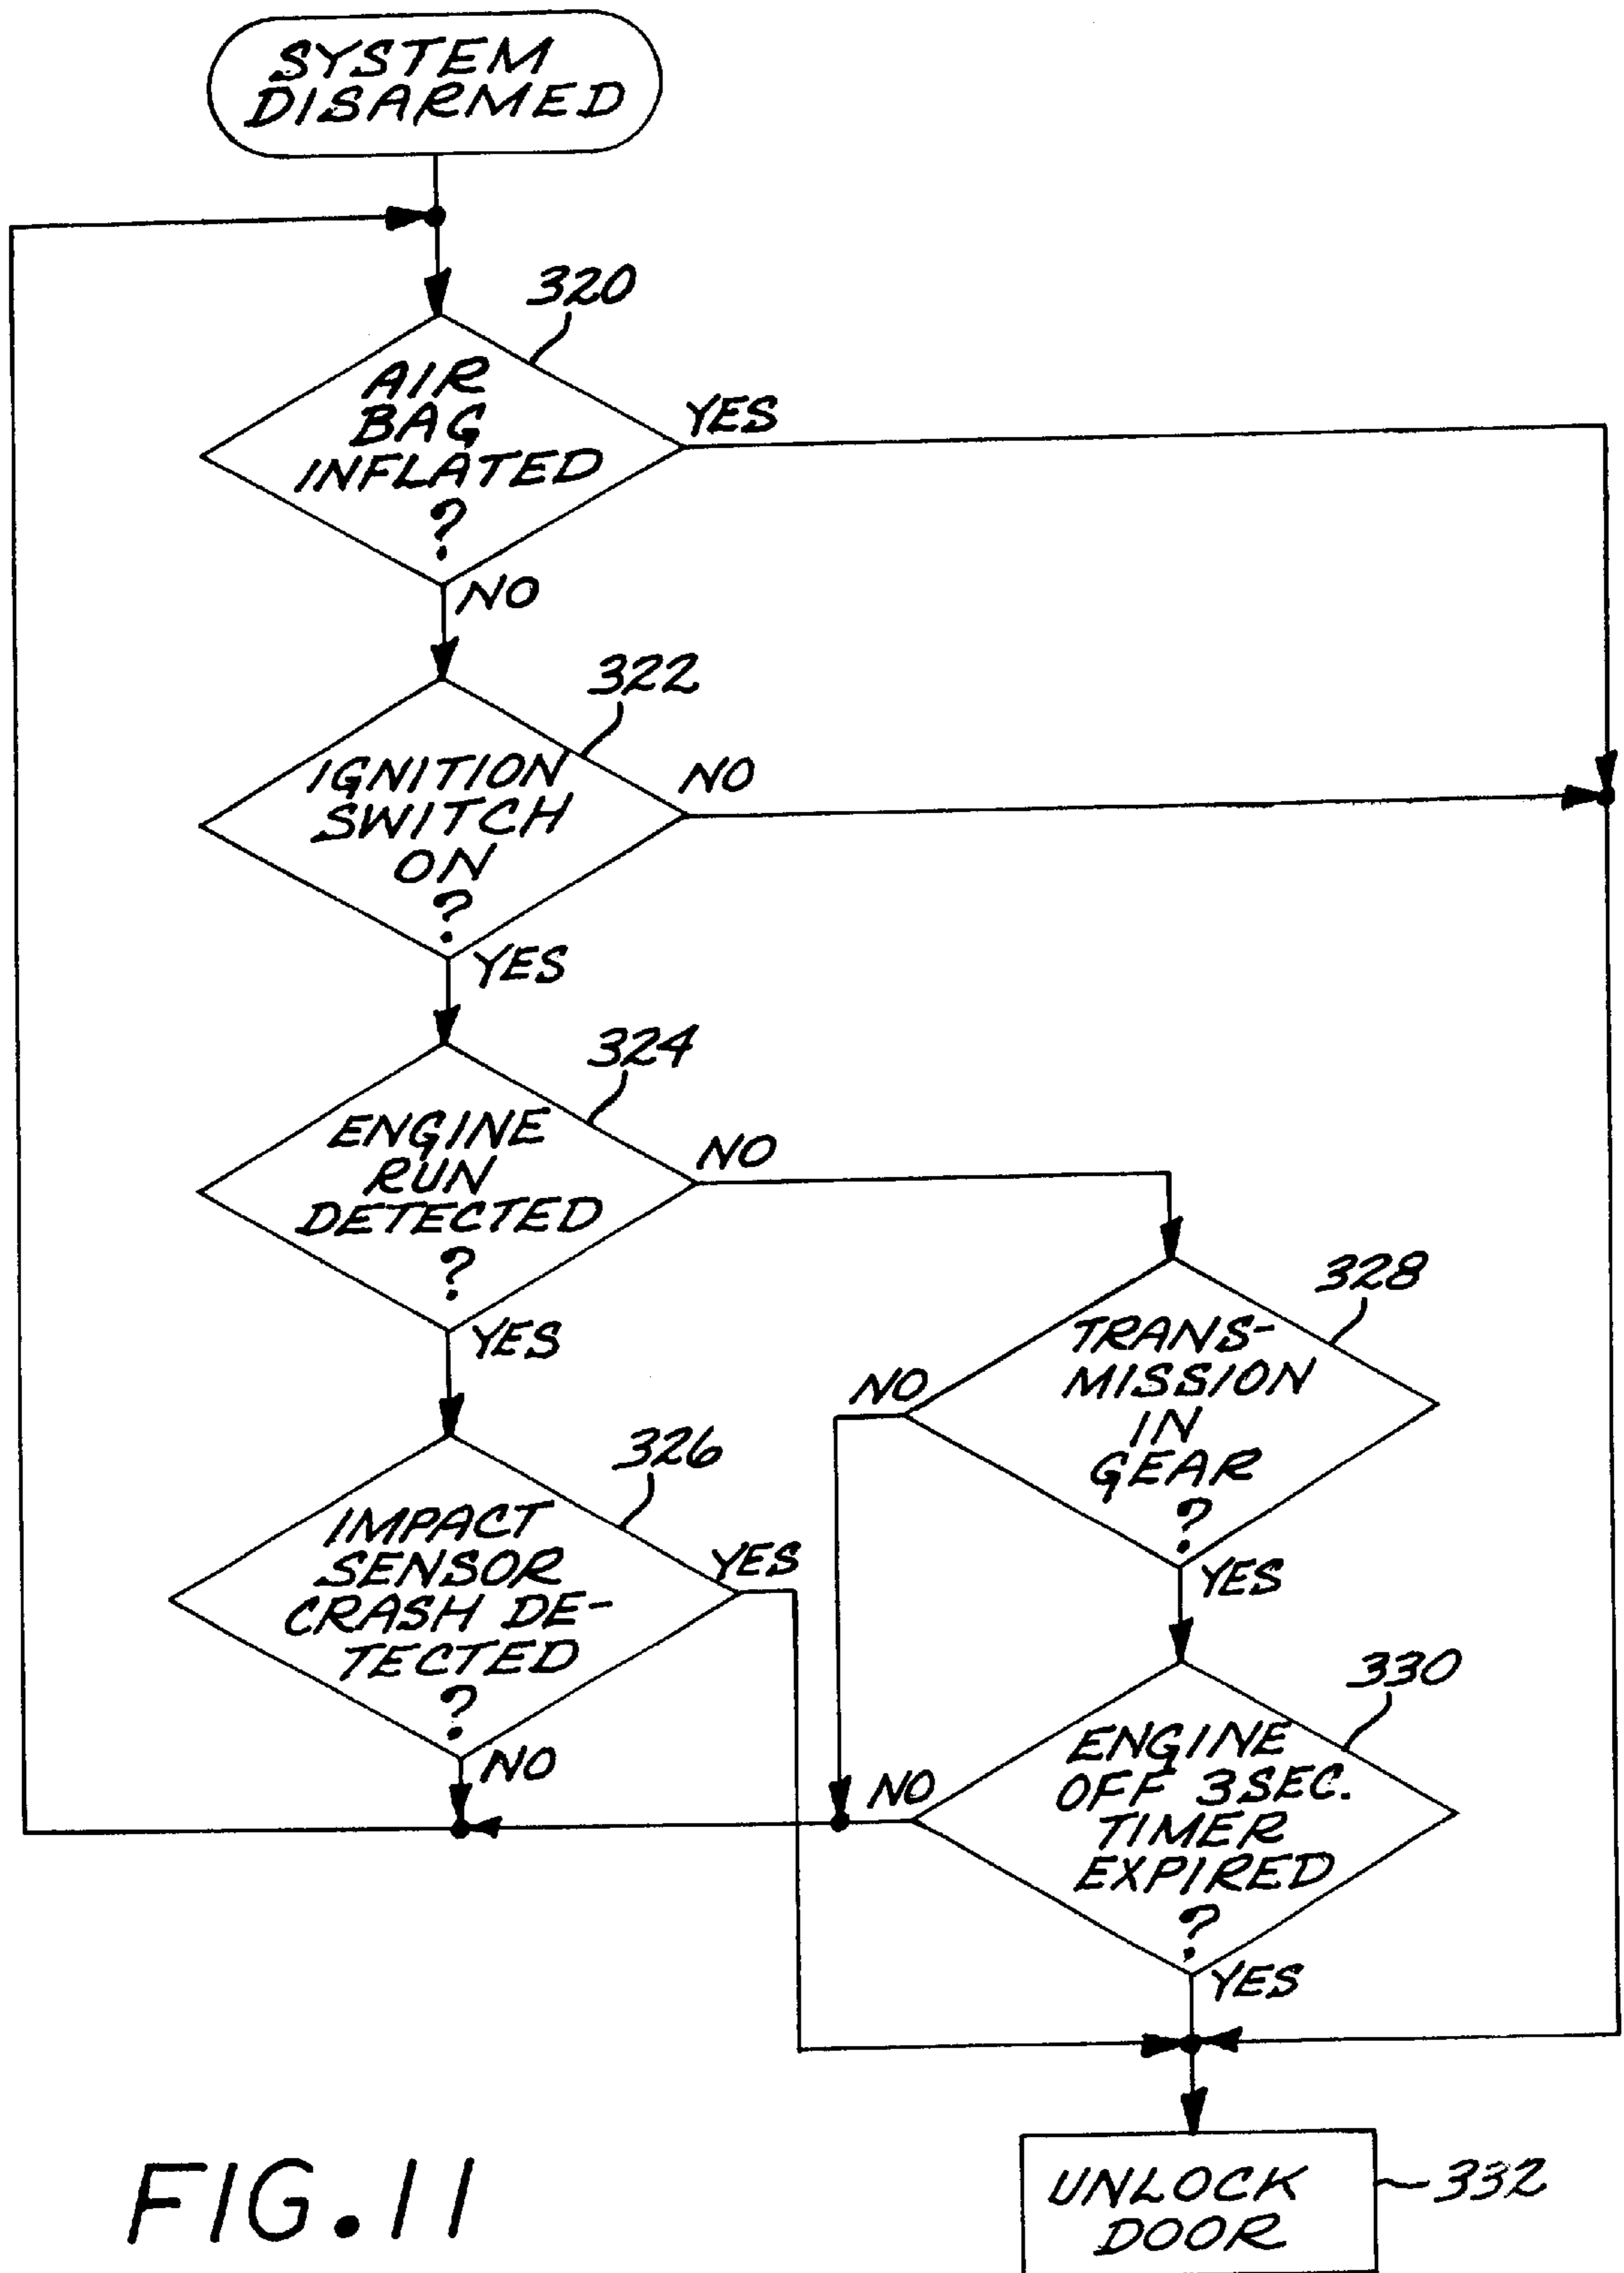 SYSTEM
DISARMED
320
AIR
BAG
INFLATED
?
YES
NO
322
IGNITION
SWITCH
ON
?
NO
YES
324
ENGINE
RUN
DETECTED
?
NO
YES
328
TRANS-
MISSION
IN
GEAR
?
NO
YES
326
IMPACT
SENSOR
CRASH DE-
TECTED
?
YES
NO
330
ENGINE
OFF 3SEC.
TIMER
EXPIRED
?
NO
YES
UNLOCK
DOOR
332
FIG.11